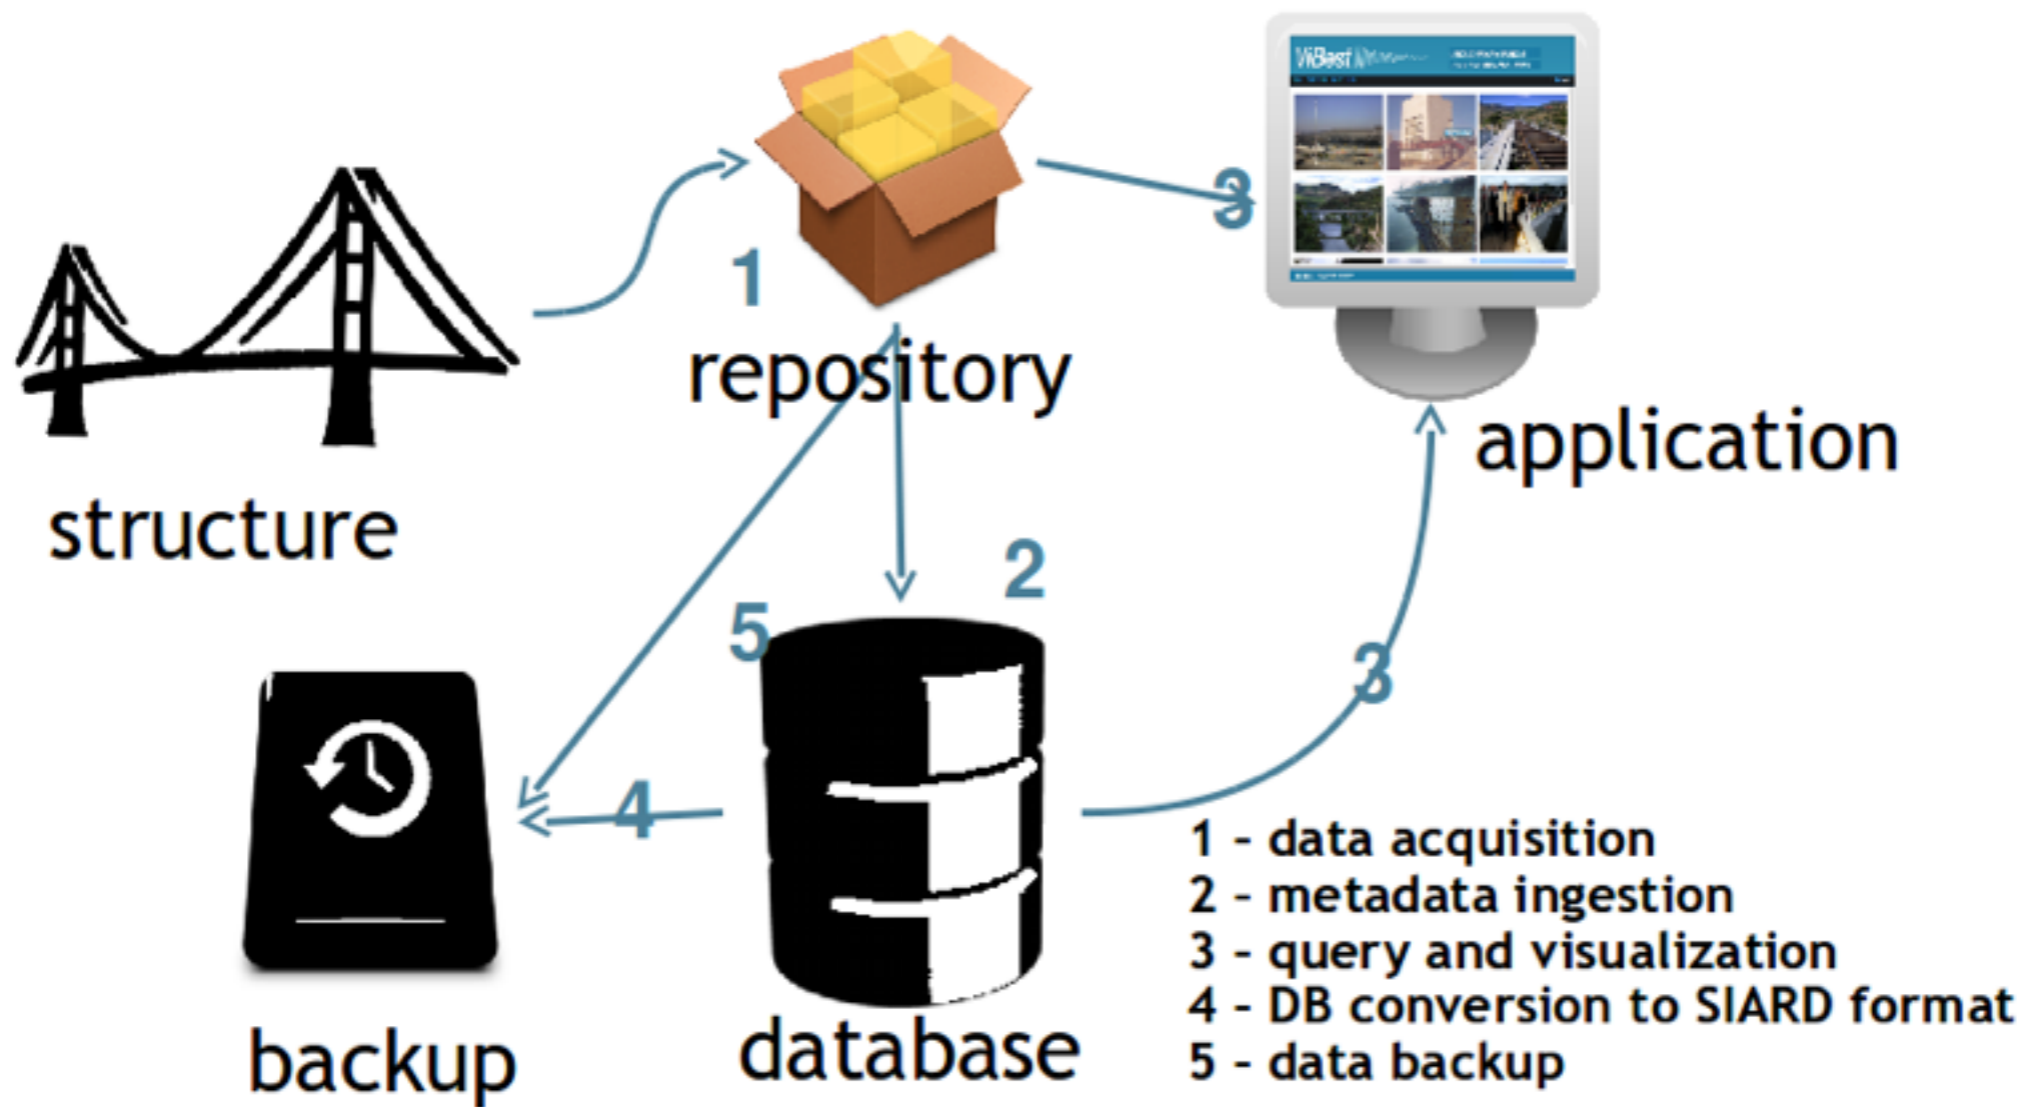 ViBest
3
1
repository
application
structure
2
5
3
4
1 – data acquisition
2 – metadata ingestion
3 – query and visualization
4 – DB conversion to SIARD format
5 – data backup
backup
database